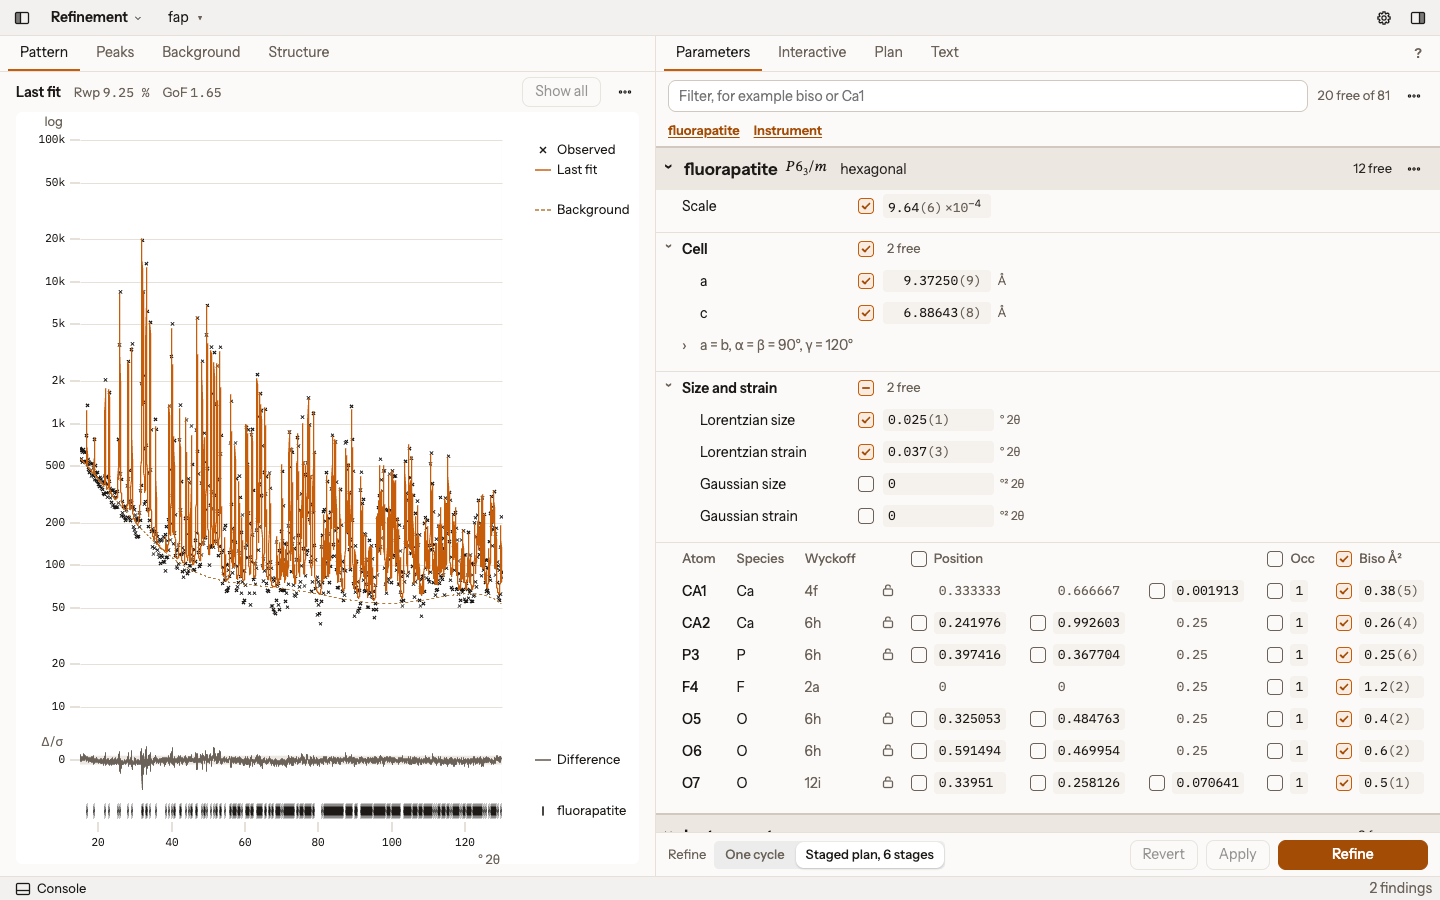 Refinement fap
Pattern Peaks Background Structure
Parameters Interactive Plan Text ?
Last fit Rwp 9.25 % GoF 1.65 Show all
Filter, for example biso or Ca1 20 free of 81
fluorapatite Instrument
log
100k
50k
20k
10k
5k
2k
1k
500
200
100
50
20
10
Δ/σ
0
Observed
Last fit
Background
Difference
fluorapatite
20 40 60 80 100 120
° 2θ
fluorapatite P6₃/m hexagonal 12 free
Scale 9.64(6) ×10⁻⁴
Cell 2 free
a 9.37250(9) Å
c 6.88643(8) Å
a = b, α = β = 90°, γ = 120°
Size and strain 2 free
Lorentzian size 0.025(1) ° 2θ
Lorentzian strain 0.037(3) ° 2θ
Gaussian size 0 °² 2θ
Gaussian strain 0 °² 2θ
Atom Species Wyckoff Position Occ Biso Å²
CA1 Ca 4f 0.333333 0.666667 0.001913 1 0.38(5)
CA2 Ca 6h 0.241976 0.992603 0.25 1 0.26(4)
P3 P 6h 0.397416 0.367704 0.25 1 0.25(6)
F4 F 2a 0 0 0.25 1 1.2(2)
O5 O 6h 0.325053 0.484763 0.25 1 0.4(2)
O6 O 6h 0.591494 0.469954 0.25 1 0.6(2)
O7 O 12i 0.33951 0.258126 0.070641 1 0.5(1)
Refine One cycle Staged plan, 6 stages Revert Apply Refine
Console 2 findings